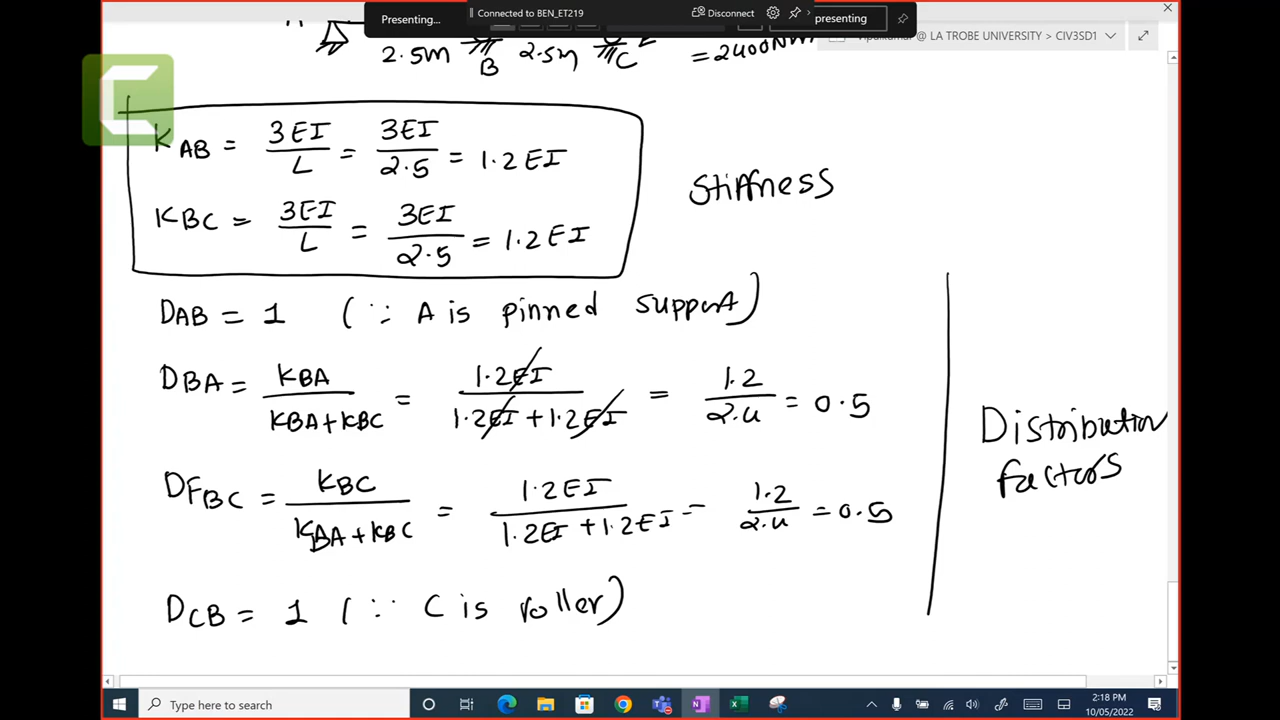 Presenting...
Connected to BEN_ET219
Disconnect
presenting
@ LA TROBE UNIVERSITY > CIV3SD1
2.5m B 2.5m C
K AB = 3EI / L = 3EI / 2.5 = 1.2EI
KBC = 3EI / L = 3EI / 2.5 = 1.2EI
Stiffness
DAB = 1 (∵ A is pinned support)
DBA = KBA / KBA+KBC = 1.2EI / 1.2EI + 1.2EI = 1.2 / 2.4 = 0.5
DFBC = KBC / KBA+KBC = 1.2EI / 1.2EI + 1.2EI = 1.2 / 2.4 = 0.5
DCB = 1 (∵ C is roller)
Distribution
factors
Type here to search
2:18 PM
10/05/2022